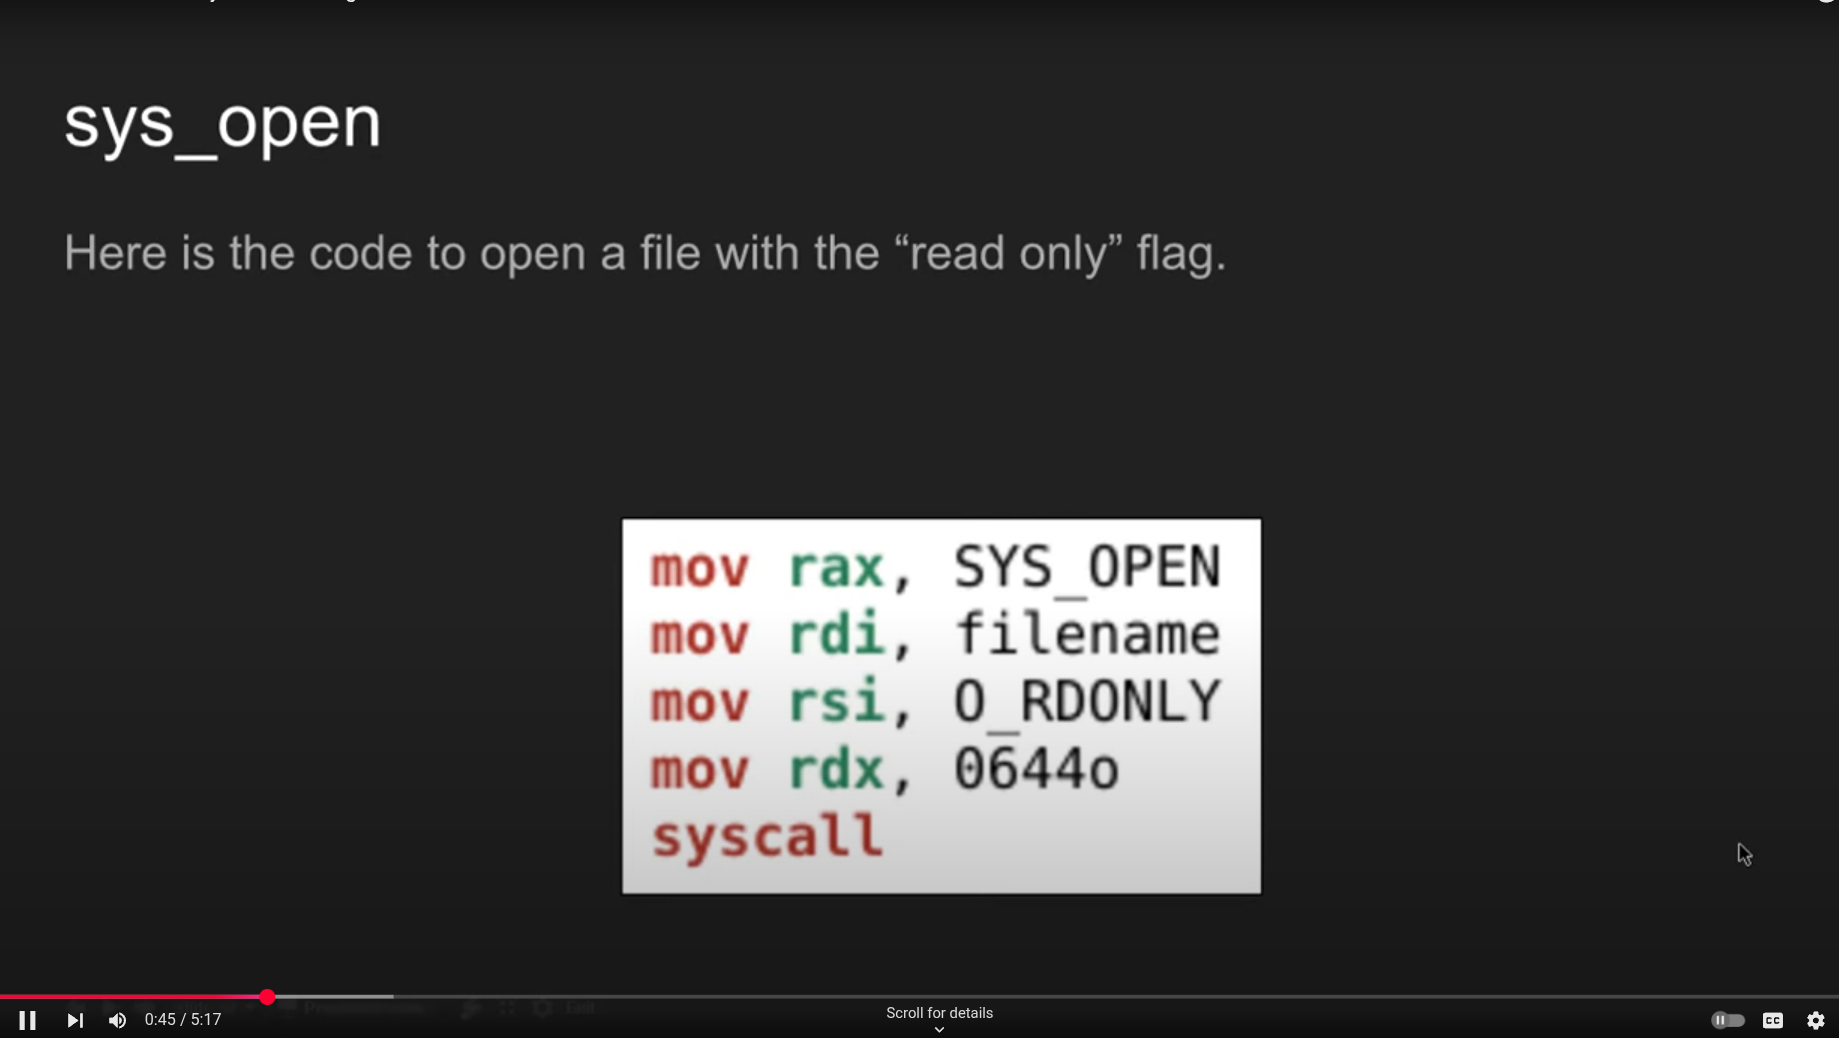 sys_open
Here is the code to open a file with the “read only” flag.
mov rax, SYS_OPEN
mov rdi, filename
mov rsi, O_RDONLY
mov rdx, 0644o
syscall
0:45 / 5:17
Scroll for details
CC